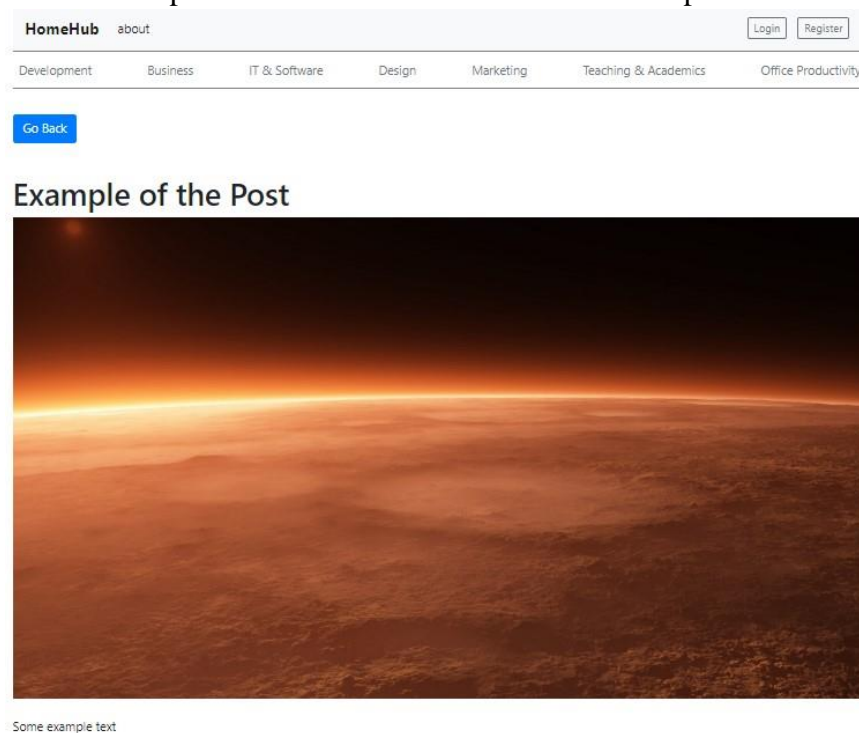 HomeHub about Login Register
Development Business IT & Software Design Marketing Teaching & Academics Office Productivity
Go Back
Example of the Post
Some example text